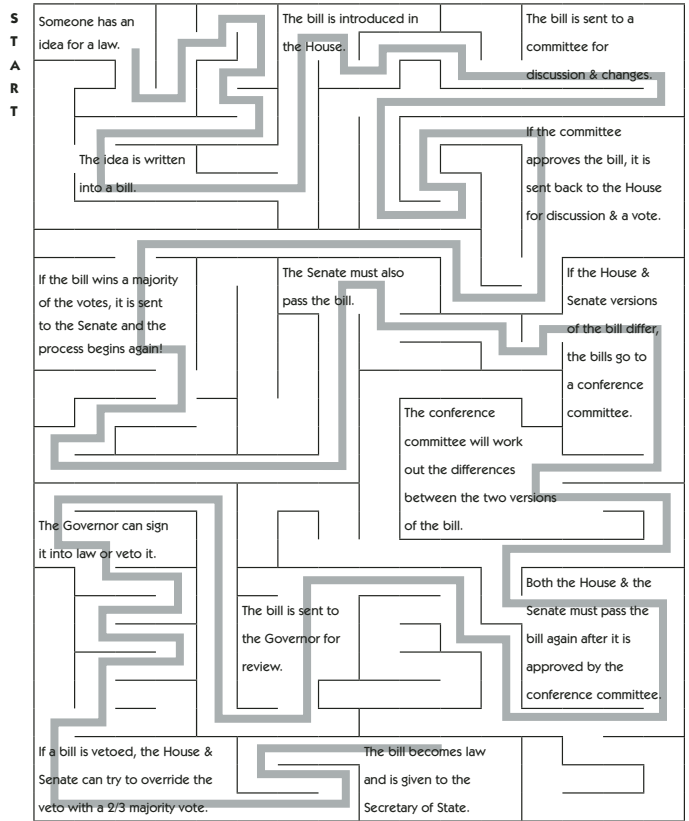 START
Someone has an
idea for a law.
The bill is introduced in
the House.
The bill is sent to a
committee for
discussion & changes.
The idea is written
into a bill.
If the committee
approves the bill, it is
sent back to the House
for discussion & a vote.
If the bill wins a majority
of the votes, it is sent
to the Senate and the
process begins again!
The Senate must also
pass the bill.
If the House &
Senate versions
of the bill differ,
the bills go to
a conference
committee.
The conference
committee will work
out the differences
between the two versions
of the bill.
The Governor can sign
it into law or veto it.
The bill is sent to
the Governor for
review.
Both the House & the
Senate must pass the
bill again after it is
approved by the
conference committee.
If a bill is vetoed, the House &
Senate can try to override the
veto with a 2/3 majority vote.
The bill becomes law
and is given to the
Secretary of State.